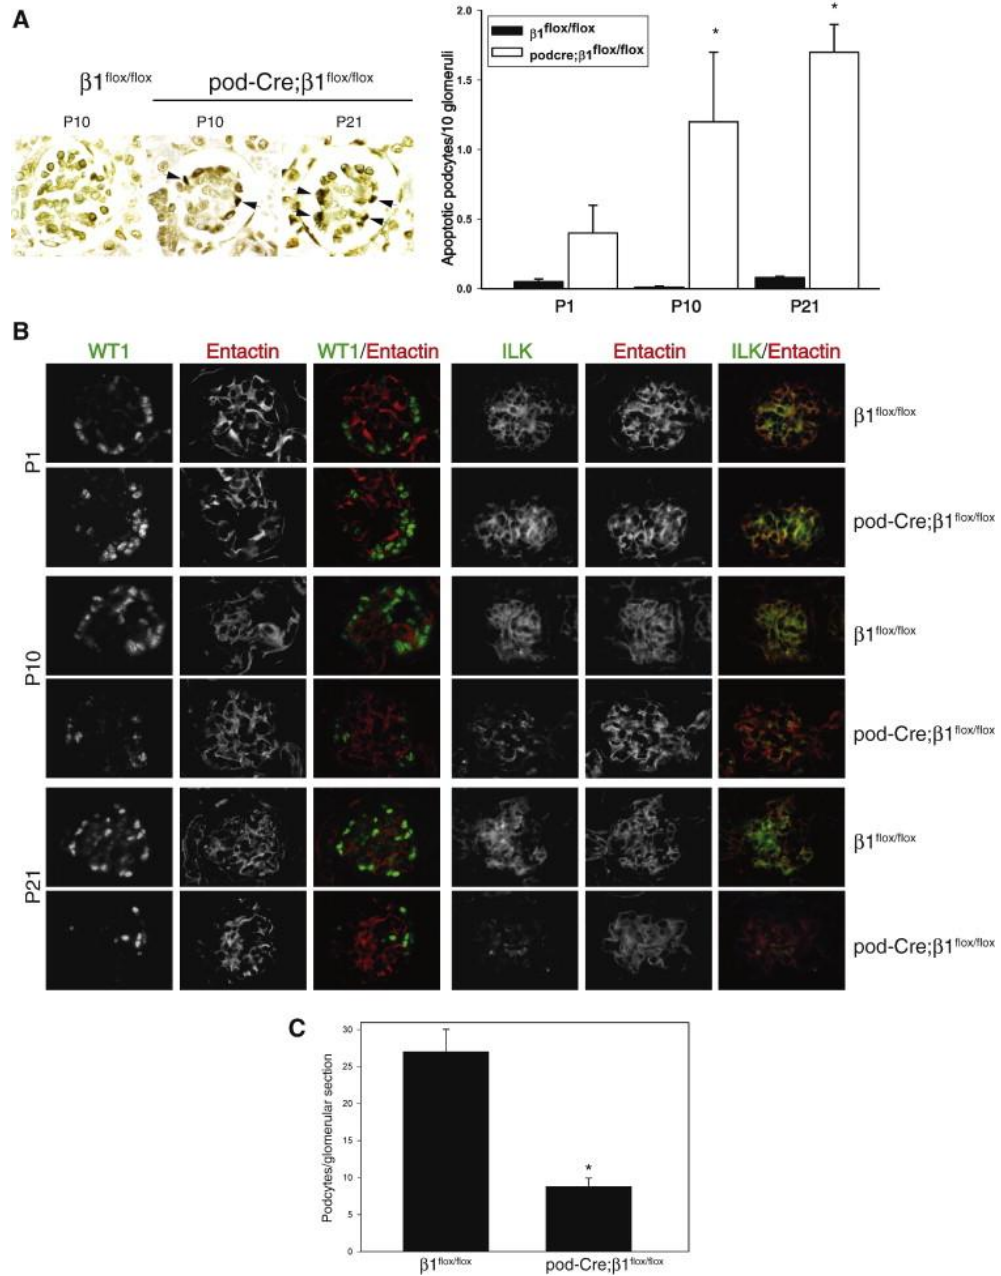 A
β1flox/flox
pod-Cre;β1flox/flox
P10
P10
P21
Apoptotic podcytes/10 glomeruli
2.0
1.5
1.0
0.5
0.0
β1flox/flox
podcre;β1flox/flox
*
*
P1
P10
P21
B
WT1
Entactin
WT1/Entactin
ILK
Entactin
ILK/Entactin
P1
β1flox/flox
pod-Cre;β1flox/flox
P10
β1flox/flox
pod-Cre;β1flox/flox
P21
β1flox/flox
pod-Cre;β1flox/flox
C
Podcytes/glomerular section
30
25
20
15
10
5
0
*
β1flox/flox
pod-Cre;β1flox/flox